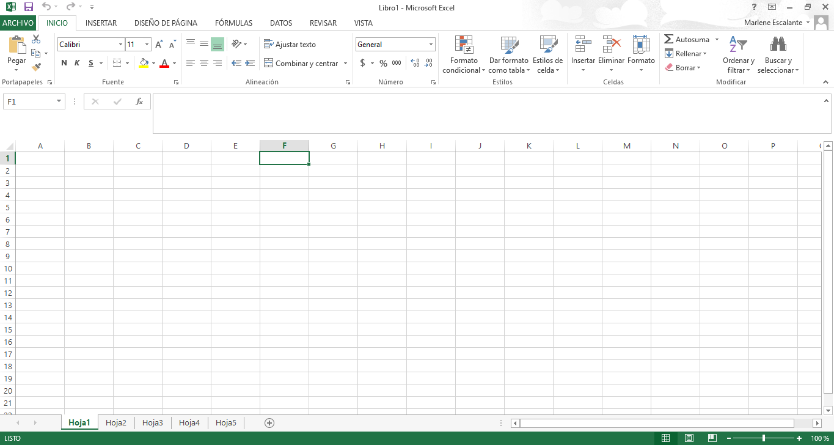 Libro1 - Microsoft Excel
ARCHIVO INICIO INSERTAR DISEÑO DE PÁGINA FÓRMULAS DATOS REVISAR VISTA Marlene Escalante
Pegar
Calibri 11
N K S
Ajustar texto
Combinar y centrar
General
$ % 000
Formato condicional
Dar formato como tabla
Estilos de celda
Insertar Eliminar Formato
Autosuma
Rellenar
Borrar
Ordenar y filtrar
Buscar y seleccionar
Portapapeles Fuente Alineación Número Estilos Celdas Modificar
F1 fx
A B C D E F G H I J K L M N O P
1
2
3
4
5
6
7
8
9
10
11
12
13
14
15
16
17
18
19
20
21
Hoja1 Hoja2 Hoja3 Hoja4 Hoja5
LISTO 100 %